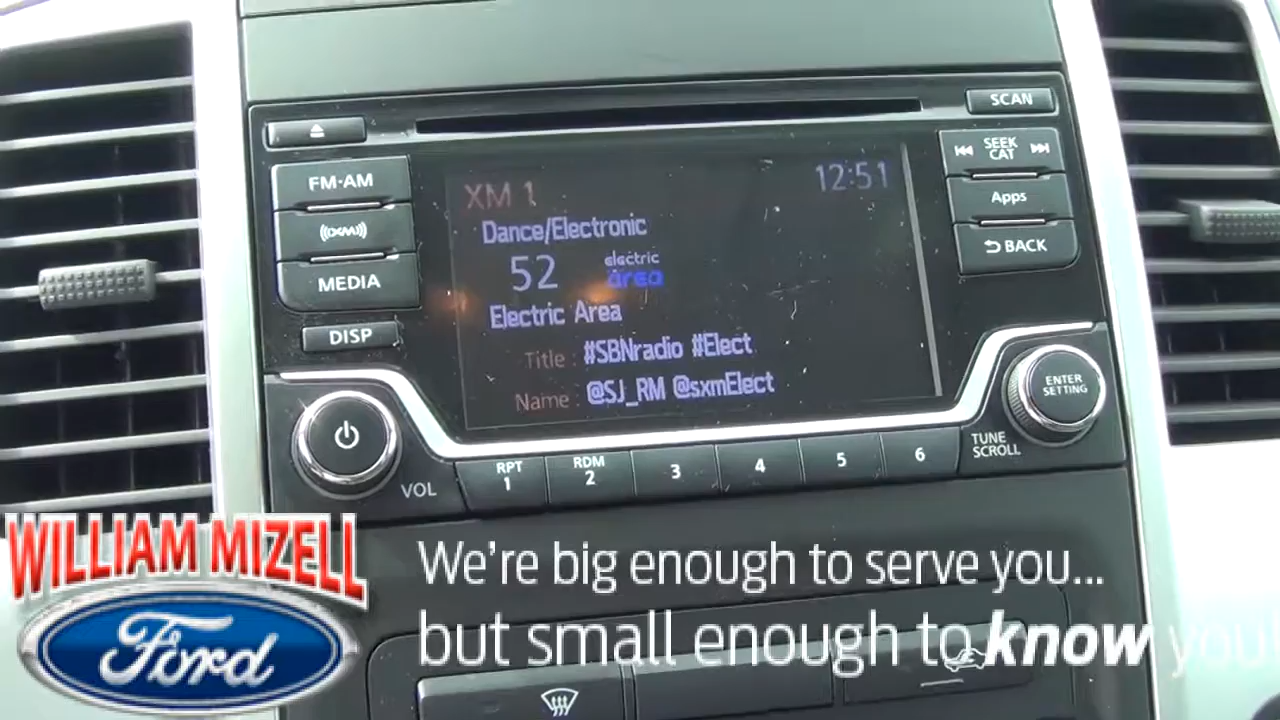 SCAN
SEEK
CAT
FM·AM
XM 1
12:51
Apps
((XM))
Dance/Electronic
52
electric
area
BACK
MEDIA
Electric Area
DISP
Title : #SBNradio #Elect
Name : @SJ_RM @sxmElect
ENTER
SETTING
TUNE
SCROLL
VOL
RPT
1
RDM
2
3
4
5
6
WILLIAM MIZELL
Ford
We're big enough to serve you...
but small enough to know you